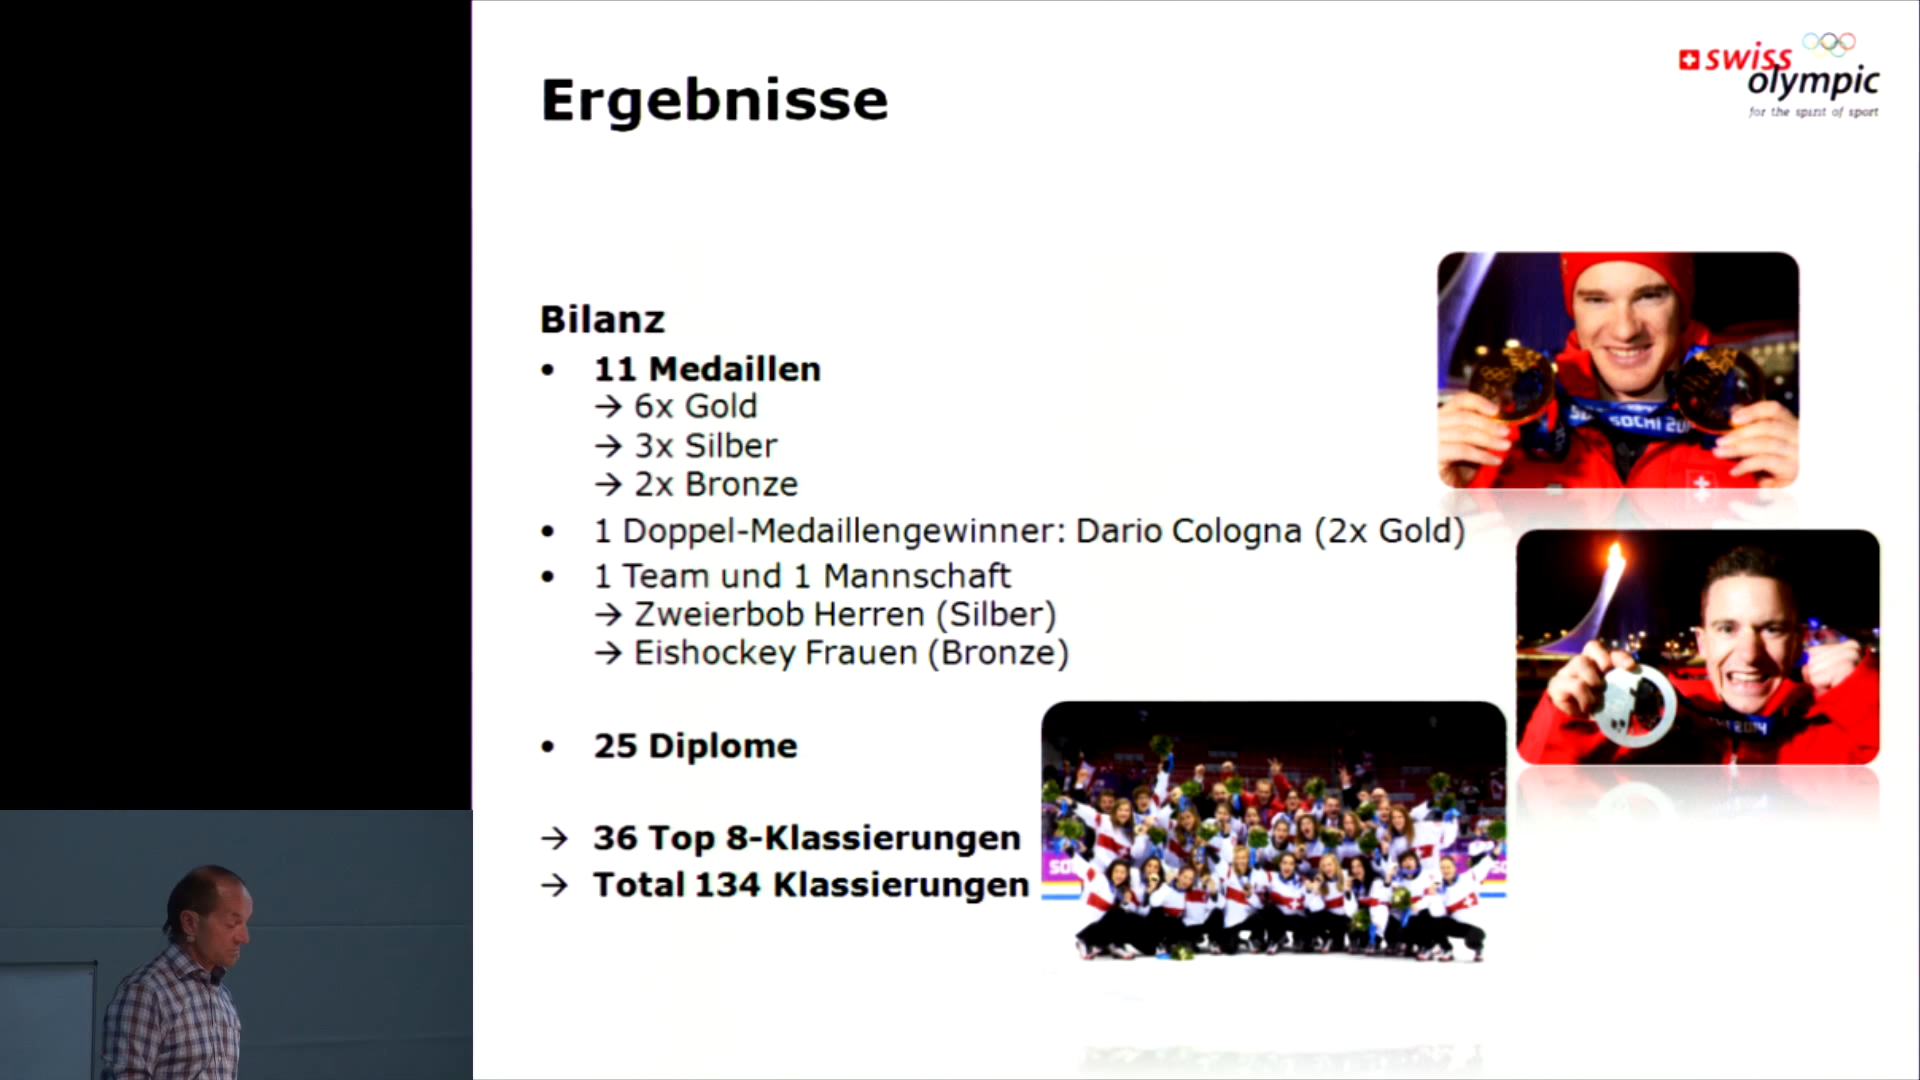 swiss
olympic
for the spirit of sport
Ergebnisse
Bilanz
• 11 Medaillen
→ 6x Gold
→ 3x Silber
→ 2x Bronze
• 1 Doppel-Medaillengewinner: Dario Cologna (2x Gold)
• 1 Team und 1 Mannschaft
→ Zweierbob Herren (Silber)
→ Eishockey Frauen (Bronze)
• 25 Diplome
→ 36 Top 8-Klassierungen
→ Total 134 Klassierungen